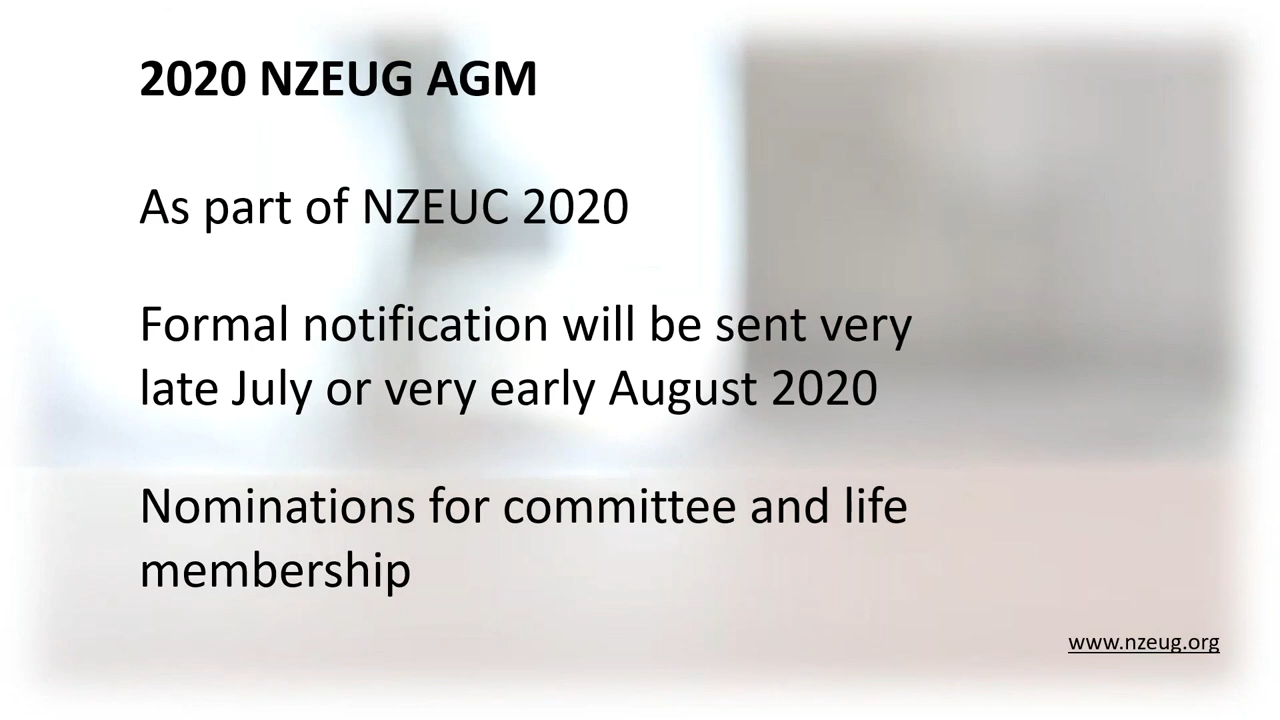 2020 NZEUG AGM
As part of NZEUC 2020
Formal notification will be sent very
late July or very early August 2020
Nominations for committee and life
membership
www.nzeug.org